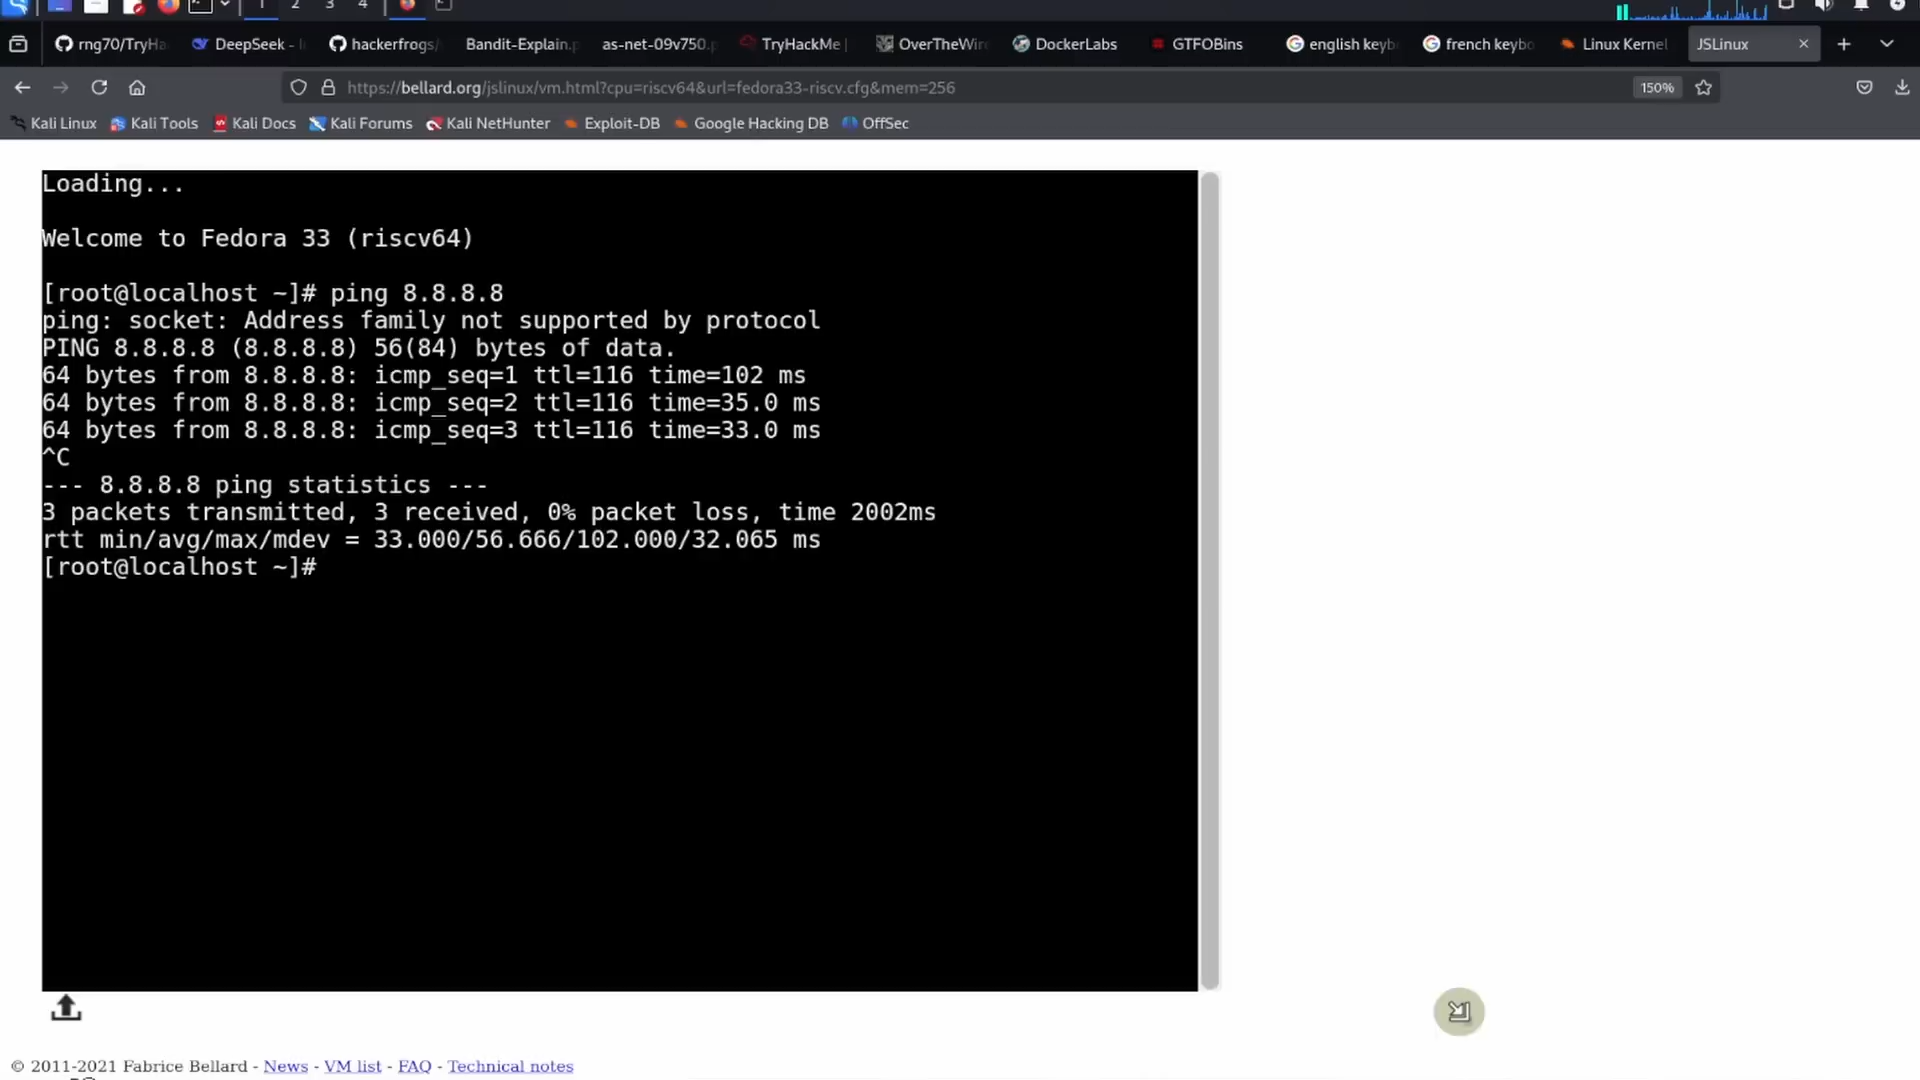 1 2 3 4
rng70/TryHa
DeepSeek - I
hackerfrogs/
Bandit-Explain.p
as-net-09v750.p
TryHackMe |
OverTheWire
DockerLabs
GTFOBins
english keyb
french keybo
Linux Kernel
JSLinux
https://bellard.org/jslinux/vm.html?cpu=riscv64&url=fedora33-riscv.cfg&mem=256
150%
Kali Linux
Kali Tools
Kali Docs
Kali Forums
Kali NetHunter
Exploit-DB
Google Hacking DB
OffSec
Loading...
Welcome to Fedora 33 (riscv64)
[root@localhost ~]# ping 8.8.8.8
ping: socket: Address family not supported by protocol
PING 8.8.8.8 (8.8.8.8) 56(84) bytes of data.
64 bytes from 8.8.8.8: icmp_seq=1 ttl=116 time=102 ms
64 bytes from 8.8.8.8: icmp_seq=2 ttl=116 time=35.0 ms
64 bytes from 8.8.8.8: icmp_seq=3 ttl=116 time=33.0 ms
^C
--- 8.8.8.8 ping statistics ---
3 packets transmitted, 3 received, 0% packet loss, time 2002ms
rtt min/avg/max/mdev = 33.000/56.666/102.000/32.065 ms
[root@localhost ~]#
© 2011-2021 Fabrice Bellard - News - VM list - FAQ - Technical notes